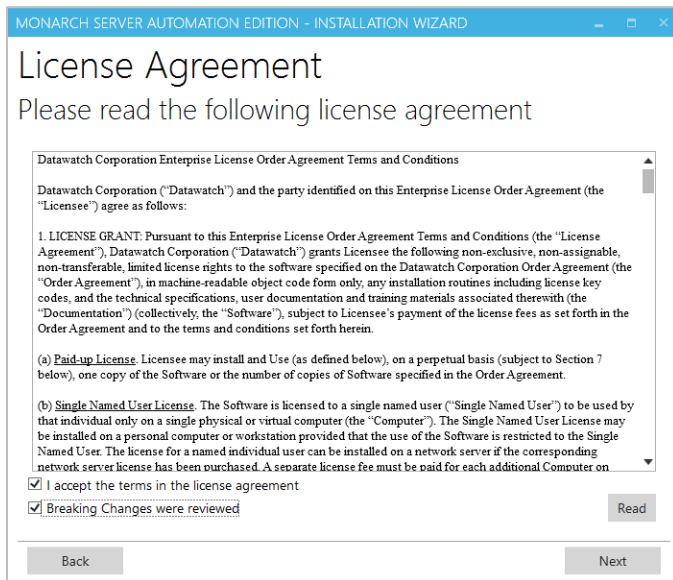 MONARCH SERVER AUTOMATION EDITION - INSTALLATION WIZARD
License Agreement
Please read the following license agreement
Datawatch Corporation Enterprise License Order Agreement Terms and Conditions
Datawatch Corporation (“Datawatch”) and the party identified on this Enterprise License Order Agreement (the
“Licensee”) agree as follows:
1. LICENSE GRANT: Pursuant to this Enterprise License Order Agreement Terms and Conditions (the “License
Agreement”), Datawatch Corporation (“Datawatch”) grants Licensee the following non-exclusive, non-assignable,
non-transferable, limited license rights to the software specified on the Datawatch Corporation Order Agreement (the
“Order Agreement”), in machine-readable object code form only, any installation routines including license key
codes, and the technical specifications, user documentation and training materials associated therewith (the
“Documentation”) (collectively, the “Software”), subject to Licensee’s payment of the license fees as set forth in the
Order Agreement and to the terms and conditions set forth herein.
(a) Paid-up License. Licensee may install and Use (as defined below), on a perpetual basis (subject to Section 7
below), one copy of the Software or the number of copies of Software specified in the Order Agreement.
(b) Single Named User License. The Software is licensed to a single named user (“Single Named User”) to be used by
that individual only on a single physical or virtual computer (the “Computer”). The Single Named User License may
be installed on a personal computer or workstation provided that the use of the Software is restricted to the Single
Named User. The license for a named individual user can be installed on a network server if the corresponding
network server license has been purchased. A separate license fee must be paid for each additional Computer on
I accept the terms in the license agreement
Breaking Changes were reviewed
Read
Back
Next